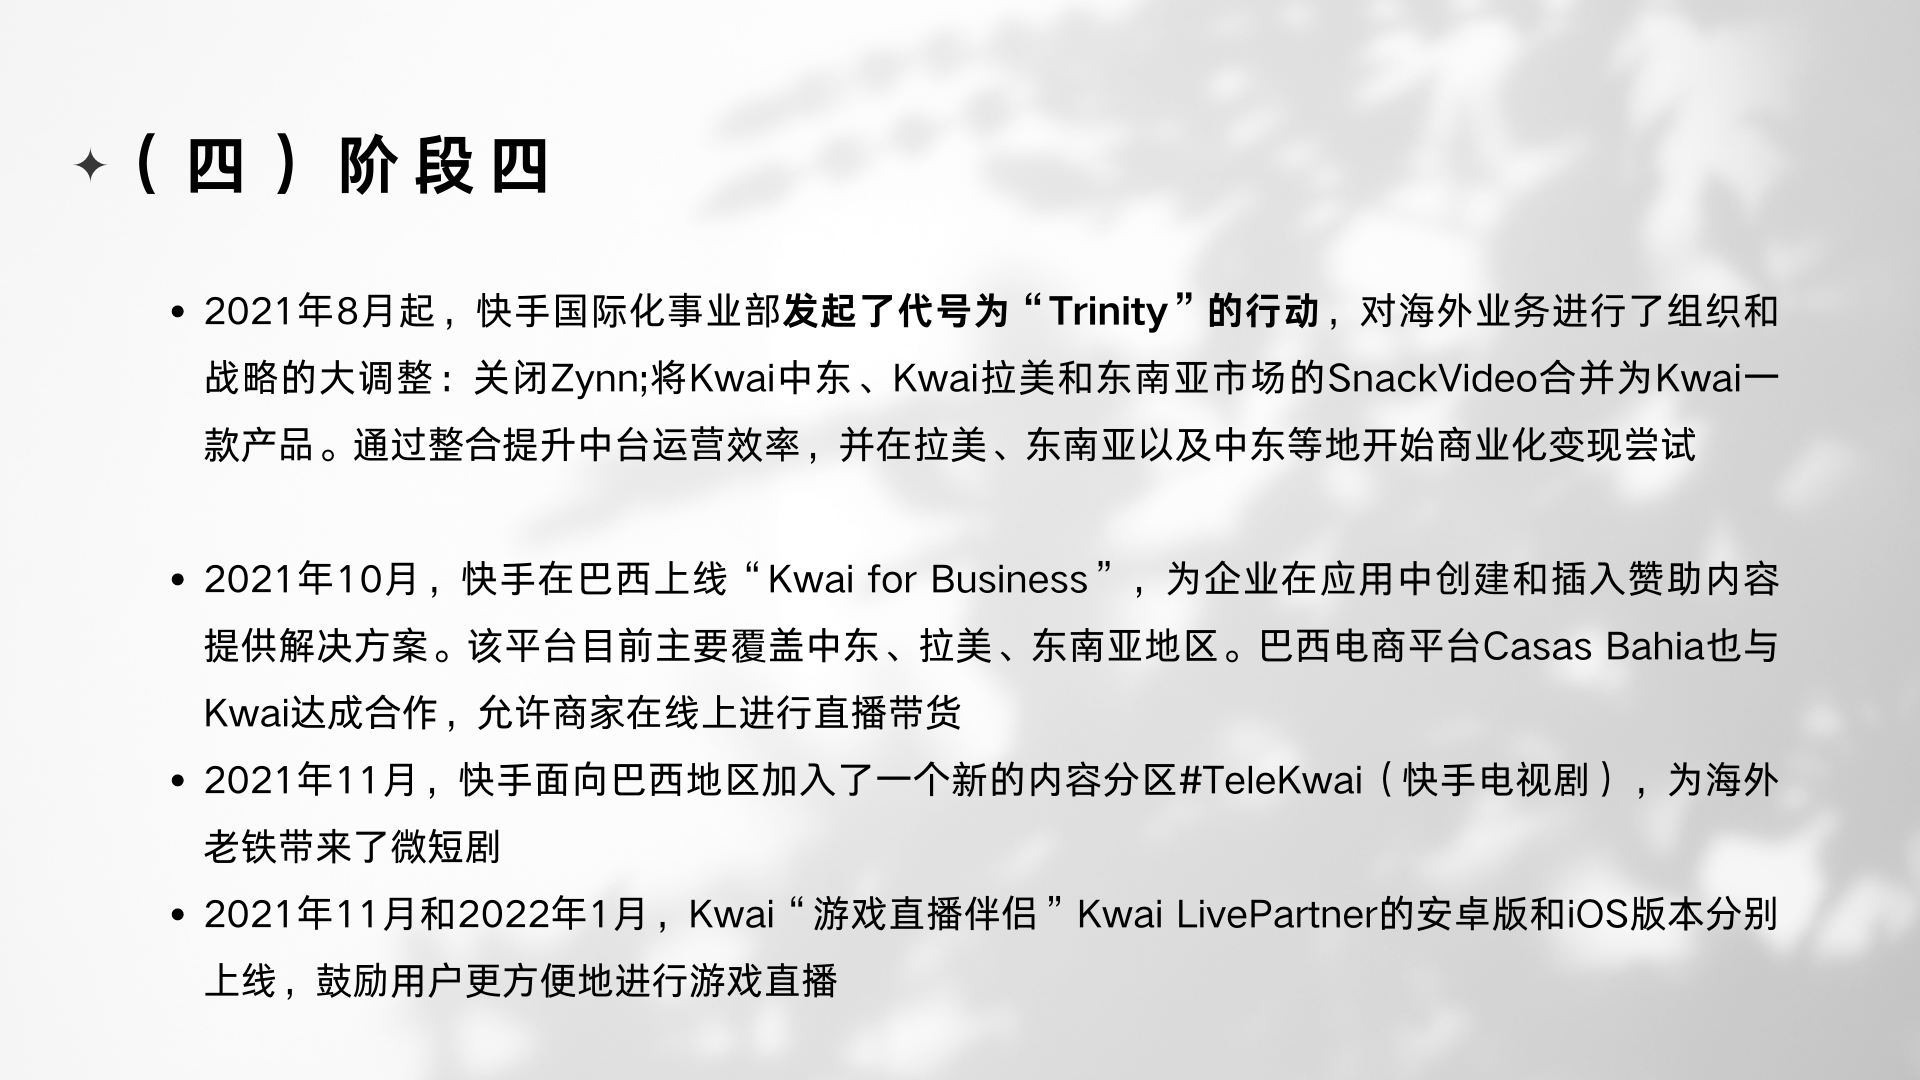 （四）阶段四
• 2021年8月起，快手国际化事业部发起了代号为“Trinity”的行动，对海外业务进行了组织和
战略的大调整：关闭Zynn;将Kwai中东、Kwai拉美和东南亚市场的SnackVideo合并为Kwai一
款产品。通过整合提升中台运营效率，并在拉美、东南亚以及中东等地开始商业化变现尝试
• 2021年10月，快手在巴西上线“Kwai for Business”，为企业在应用中创建和插入赞助内容
提供解决方案。该平台目前主要覆盖中东、拉美、东南亚地区。巴西电商平台Casas Bahia也与
Kwai达成合作，允许商家在线上进行直播带货
• 2021年11月，快手面向巴西地区加入了一个新的内容分区#TeleKwai（快手电视剧），为海外
老铁带来了微短剧
• 2021年11月和2022年1月，Kwai“游戏直播伴侣”Kwai LivePartner的安卓版和iOS版本分别
上线，鼓励用户更方便地进行游戏直播